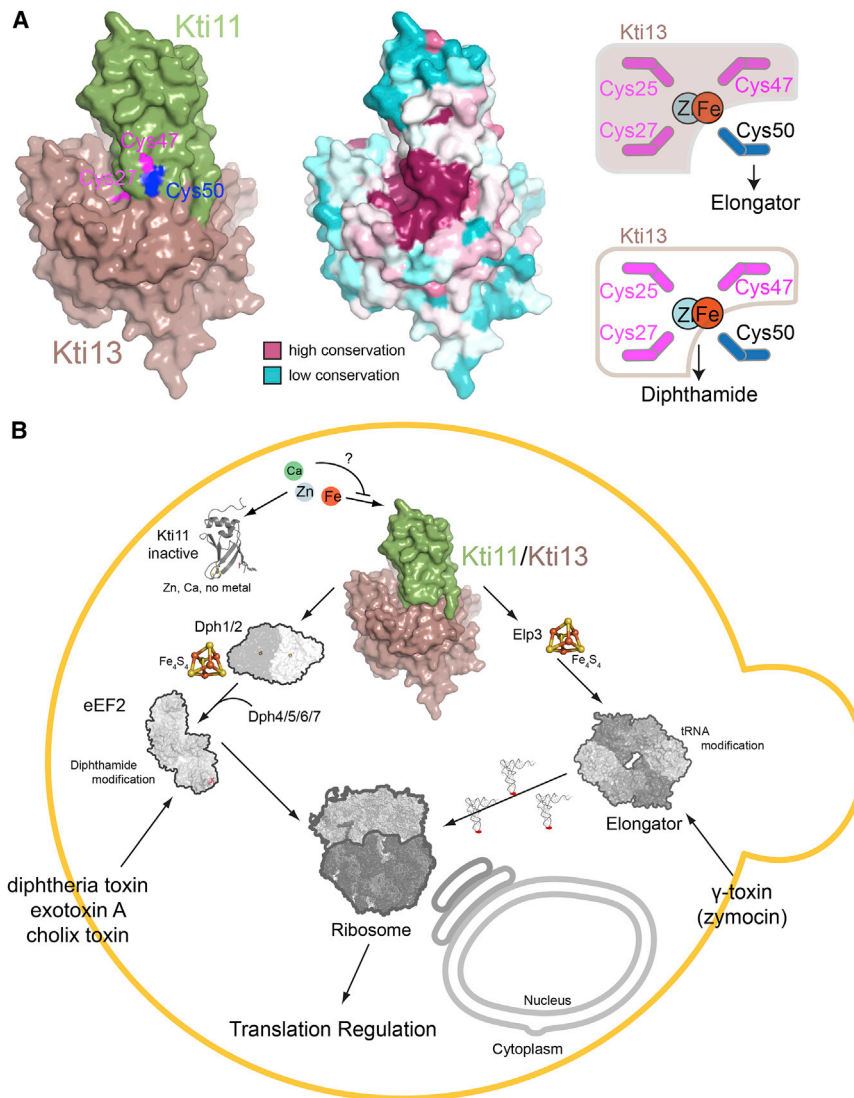 A
Kti11
Cys47
Cys27
Cys50
Kti13
high conservation
low conservation
Kti13
Cys25
Cys47
Z
Fe
Cys27
Cys50
Elongator
Kti13
Cys25
Cys47
Z
Fe
Cys27
Cys50
Diphthamide
B
?
Ca
Zn
Fe
Kti11
inactive
Zn, Ca, no metal
Kti11/Kti13
Dph1/2
Fe4S4
Elp3
Fe4S4
eEF2
Dph4/5/6/7
Diphthamide
modification
tRNA
modification
Elongator
diphtheria toxin
exotoxin A
cholix toxin
γ-toxin
(zymocin)
Ribosome
Nucleus
Translation Regulation
Cytoplasm